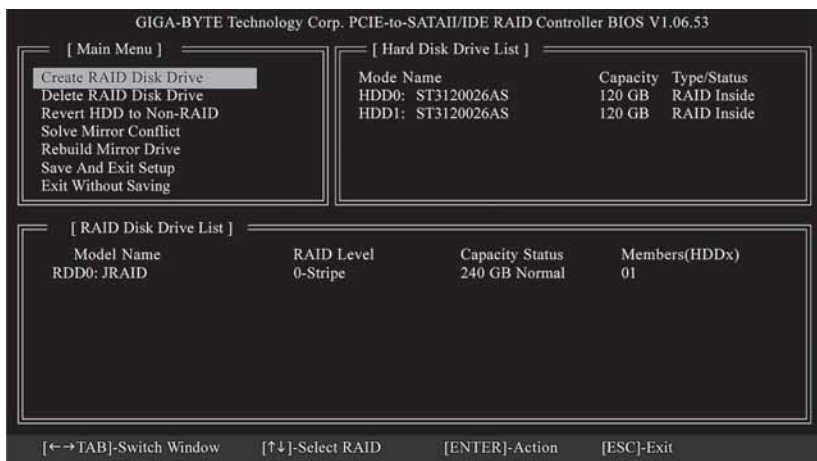 GIGA-BYTE Technology Corp. PCIE-to-SATAII/IDE RAID Controller BIOS V1.06.53
[ Main Menu ]
Create RAID Disk Drive
Delete RAID Disk Drive
Revert HDD to Non-RAID
Solve Mirror Conflict
Rebuild Mirror Drive
Save And Exit Setup
Exit Without Saving
[ Hard Disk Drive List ]
Mode Name Capacity Type/Status
HDD0: ST3120026AS 120 GB RAID Inside
HDD1: ST3120026AS 120 GB RAID Inside
[ RAID Disk Drive List ]
Model Name RAID Level Capacity Status Members(HDDx)
RDD0: JRAID 0-Stripe 240 GB Normal 01
[←→TAB]-Switch Window [↑↓]-Select RAID [ENTER]-Action [ESC]-Exit